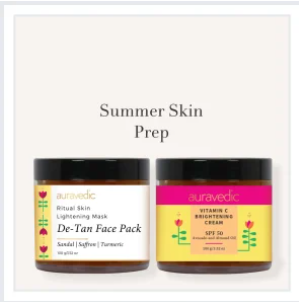 Summer Skin
Prep
auravedic
Ritual Skin
Lightening Mask
De-Tan Face Pack
Sandal | Saffron | Turmeric
auravedic
VITAMIN C
BRIGHTENING
CREAM
SPF 50